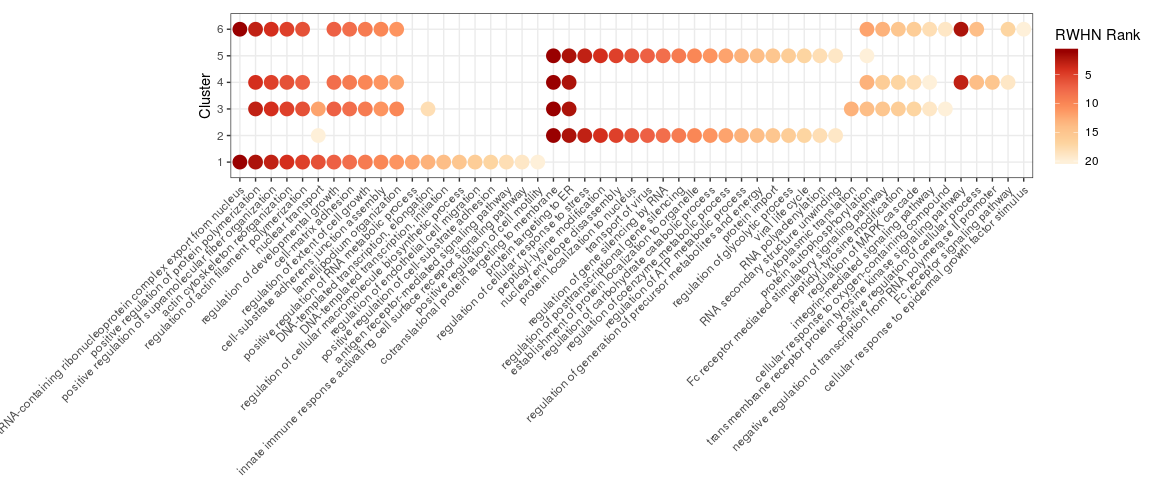 6
5
4
3
2
1
Cluster
RNA-containing ribonucleoprotein complex export from nucleus
positive regulation of protein polymerization
positive regulation of supramolecular fiber organization
actin cytoskeleton reorganization
regulation of actin filament polymerization
nuclear transport
regulation of developmental growth
cell-matrix adhesion
regulation of extent of cell growth
cell-substrate adherens junction assembly
lamellipodium organization
positive regulation of RNA metabolic process
DNA-templated transcription, elongation
DNA-templated transcription, initiation
regulation of cellular macromolecule biosynthetic process
regulation of endothelial cell migration
positive regulation of cell-substrate adhesion
antigen receptor-mediated signaling pathway
innate immune response activating cell surface receptor signaling pathway
positive regulation of cell motility
cotranslational protein targeting to membrane
protein targeting to ER
regulation of cellular response to stress
peptidyl-lysine modification
nuclear envelope disassembly
protein localization to nucleus
transport of virus
regulation of gene silencing by RNA
regulation of posttranscriptional gene silencing
establishment of protein localization to organelle
regulation of carbohydrate catabolic process
regulation of coenzyme metabolic process
regulation of ATP metabolic process
regulation of generation of precursor metabolites and energy
protein import
regulation of glycolytic process
viral life cycle
RNA polyadenylation
RNA secondary structure unwinding
cytoplasmic translation
protein autophosphorylation
Fc receptor mediated stimulatory signaling pathway
peptidyl-tyrosine modification
regulation of MAPK cascade
integrin-mediated signaling pathway
cellular response to oxygen-containing compound
transmembrane receptor protein tyrosine kinase signaling pathway
positive regulation of cellular process
negative regulation of transcription from RNA polymerase II promoter
Fc receptor signaling pathway
cellular response to epidermal growth factor stimulus
RWHN Rank
5
10
15
20